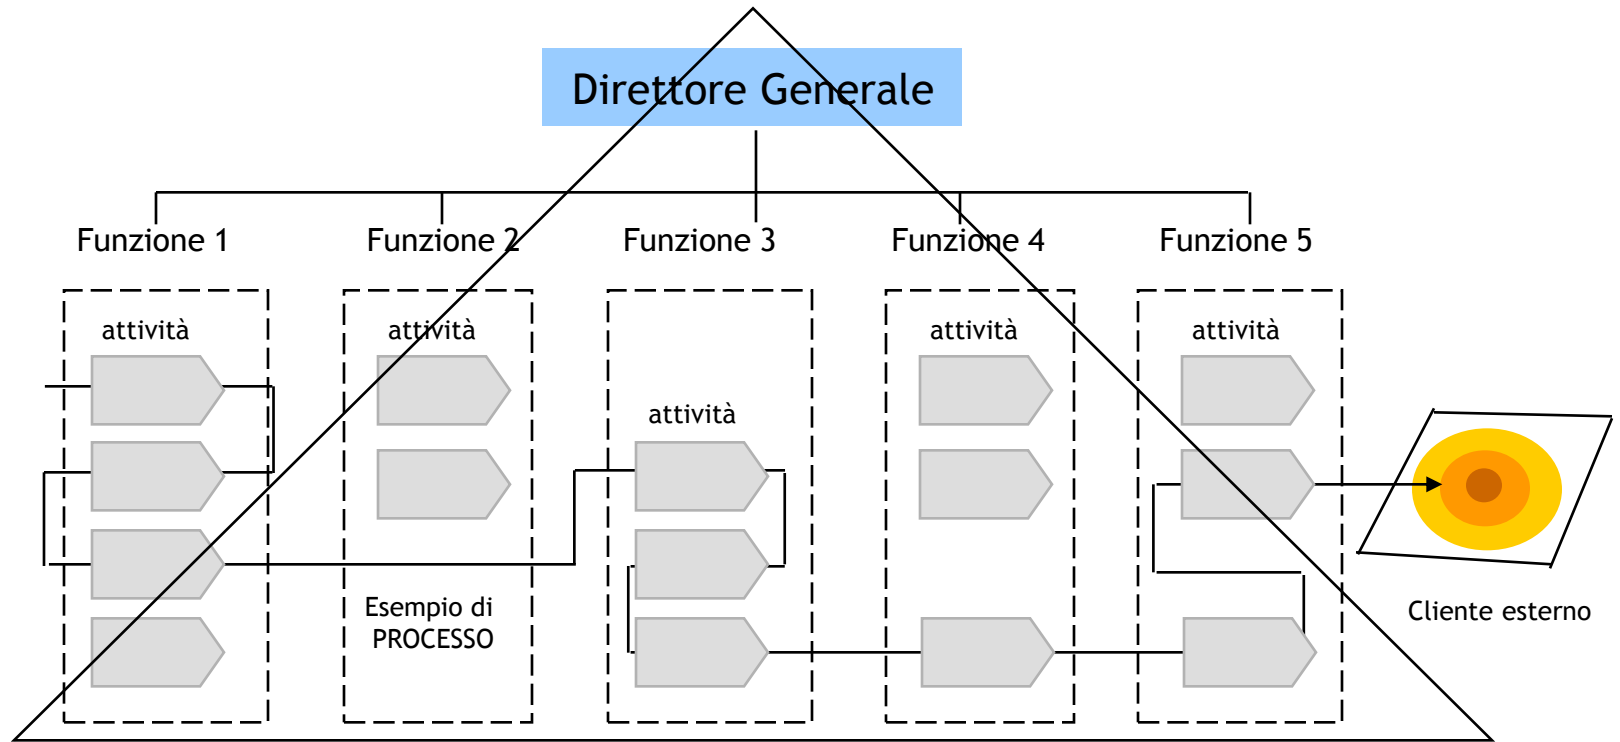 Direttore Generale
Funzione 1
Funzione 2
Funzione 3
Funzione 4
Funzione 5
attività
attività
attività
attività
attività
Esempio di
PROCESSO
Cliente esterno